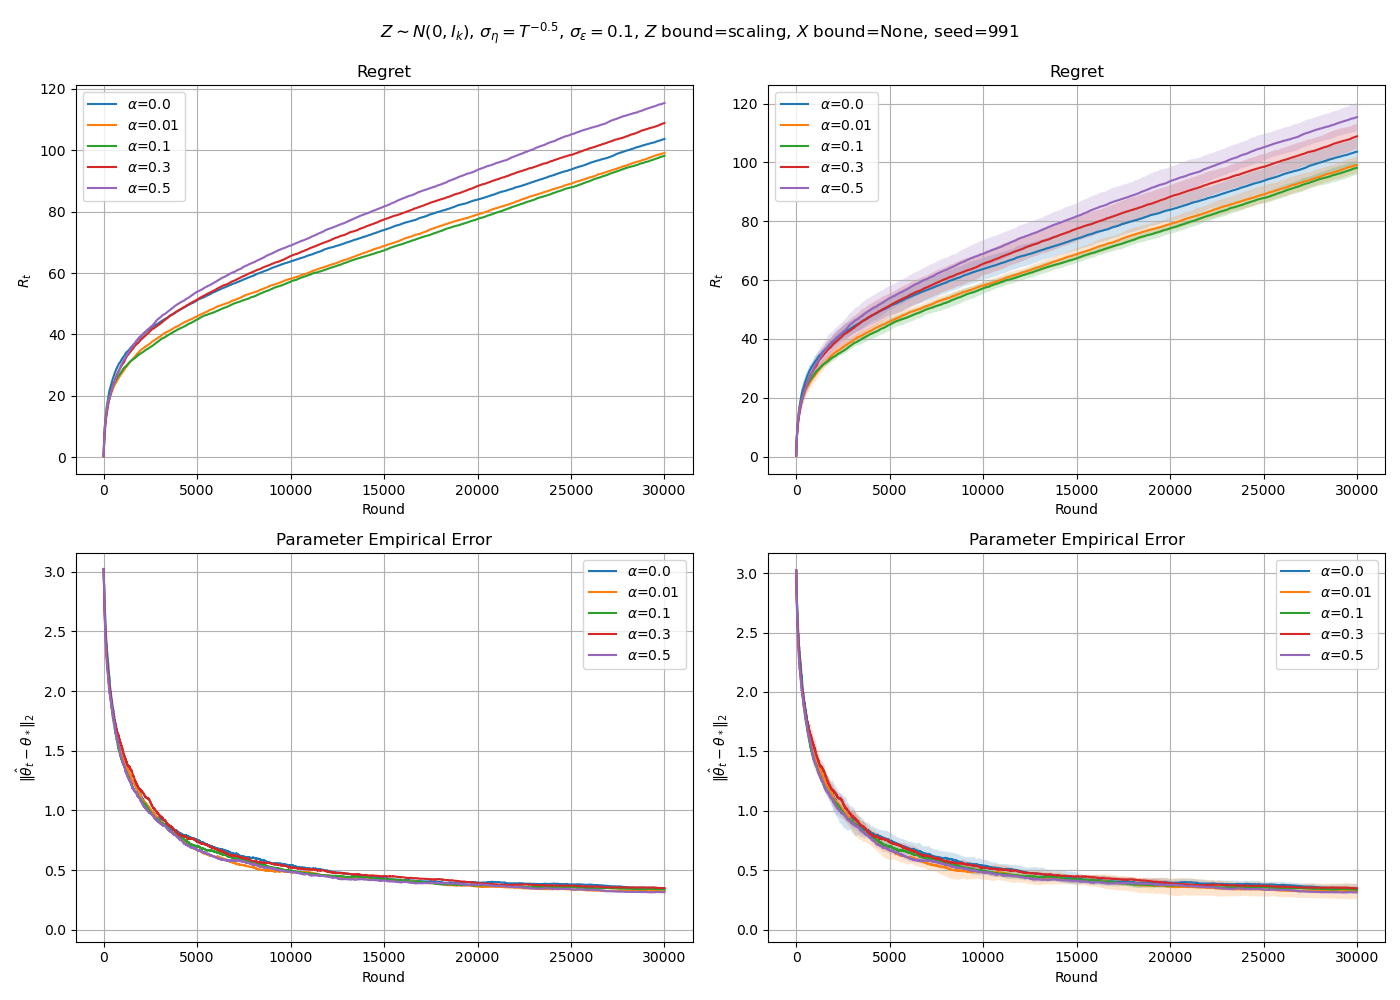 Z ∼ N(0, I_k), σ_η = T^{−0.5}, σ_ε = 0.1, Z bound=scaling, X bound=None, seed=991
Regret
R_t
120
100
80
60
40
20
0
α=0.0
α=0.01
α=0.1
α=0.3
α=0.5
0 5000 10000 15000 20000 25000 30000
Round
Regret
R_t
120
100
80
60
40
20
0
α=0.0
α=0.01
α=0.1
α=0.3
α=0.5
0 5000 10000 15000 20000 25000 30000
Round
Parameter Empirical Error
‖θ̂_t − θ_*‖_2
3.0
2.5
2.0
1.5
1.0
0.5
0.0
α=0.0
α=0.01
α=0.1
α=0.3
α=0.5
0 5000 10000 15000 20000 25000 30000
Round
Parameter Empirical Error
‖θ̂_t − θ_*‖_2
3.0
2.5
2.0
1.5
1.0
0.5
0.0
α=0.0
α=0.01
α=0.1
α=0.3
α=0.5
0 5000 10000 15000 20000 25000 30000
Round